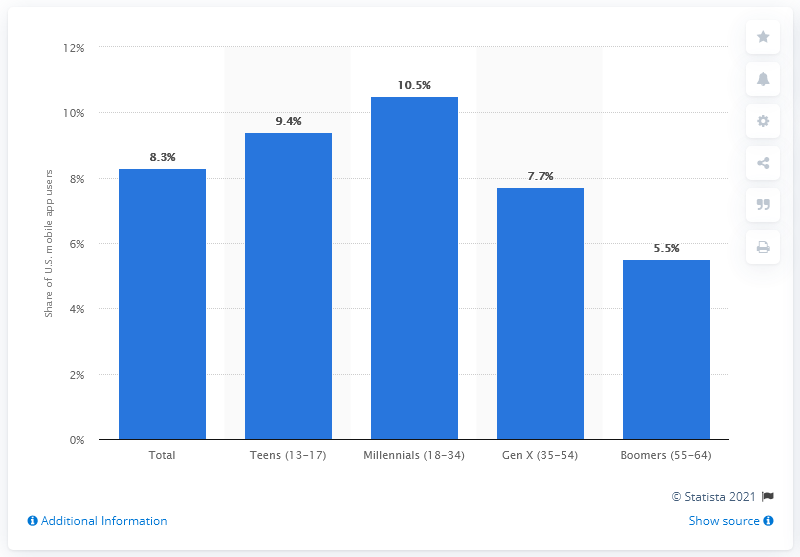 12%
10%
8%
6%
4%
2%
0%
Share of U.S. mobile app users
8.3%
9.4%
10.5%
7.7%
5.5%
Total
Teens (13-17)
Millennials (18-34)
Gen X (35-54)
Boomers (55-64)
© Statista 2021
Additional Information
Show source